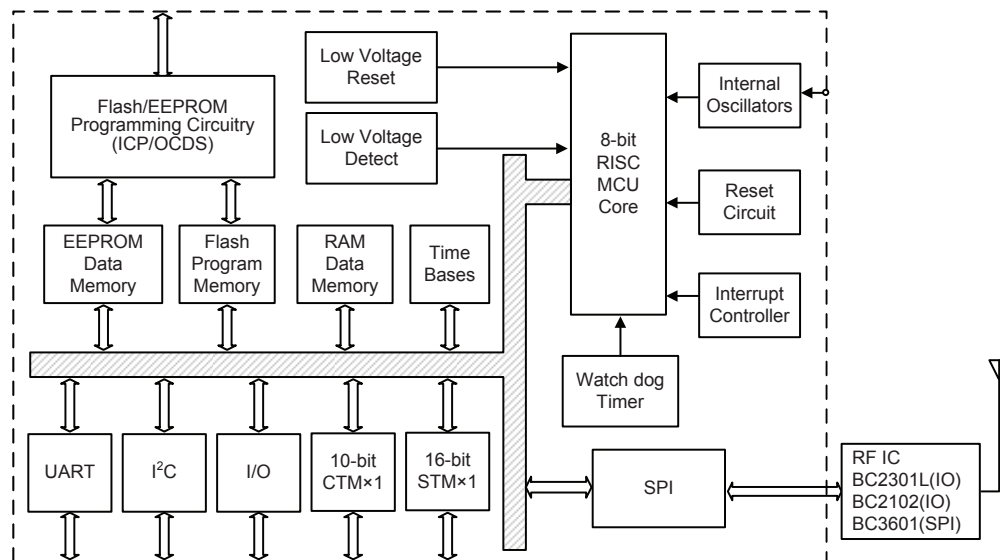 Low Voltage
Reset
Flash/EEPROM
Programming Circuitry
(ICP/OCDS)
Low Voltage
Detect
8-bit
RISC
MCU
Core
Internal
Oscillators
Reset
Circuit
Interrupt
Controller
EEPROM
Data
Memory
Flash
Program
Memory
RAM
Data
Memory
Time
Bases
Watch dog
Timer
UART
I²C
I/O
10-bit
CTM×1
16-bit
STM×1
SPI
RF IC
BC2301L(IO)
BC2102(IO)
BC3601(SPI)